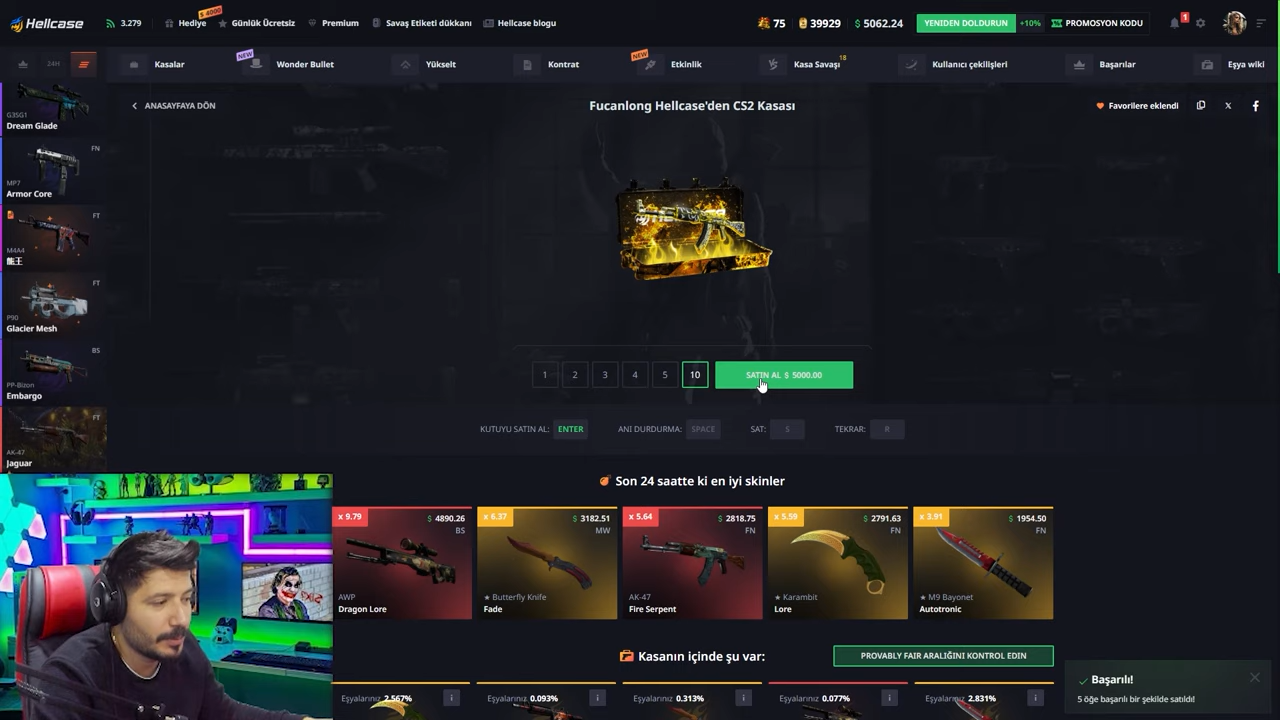 Hellcase
3.279
$ 4000
Hediye
Günlük Ücretsiz
Premium
Savaş Etiketi dükkanı
Hellcase blogu
75
39929
$ 5062.24
YENİDEN DOLDURUN
+10%
PROMOSYON KODU
1
24H
Kasalar
NEW
Wonder Bullet
Yükselt
Kontrat
NEW
Etkinlik
Kasa Savaşı
18
Kullanıcı çekilişleri
Başarılar
Eşya wiki
ANASAYFAYA DÖN
Fucanlong Hellcase'den CS2 Kasası
Favorilere eklendi
G3SG1
Dream Glade
FN
MP7
Armor Core
FT
M4A4
龍王
FT
P90
Glacier Mesh
BS
PP-Bizon
Embargo
FT
AK-47
Jaguar
1
2
3
4
5
10
SATIN AL $ 5000.00
KUTUYU SATIN AL: ENTER
ANI DURDURMA: SPACE
SAT: S
TEKRAR: R
Son 24 saatte ki en iyi skinler
x 9.79
$ 4890.26
BS
AWP
Dragon Lore
x 6.37
$ 3182.51
MW
★ Butterfly Knife
Fade
x 5.64
$ 2818.75
FN
AK-47
Fire Serpent
x 5.59
$ 2791.63
FN
★ Karambit
Lore
x 3.91
$ 1954.50
FN
★ M9 Bayonet
Autotronic
Kasanın içinde şu var:
PROVABLY FAIR ARALIĞINI KONTROL EDIN
Eşyalarınız 2.567%
Eşyalarınız 0.093%
Eşyalarınız 0.313%
Eşyalarınız 0.077%
Eşyalarınız 2.831%
Başarılı!
5 öğe başarılı bir şekilde satıldı!